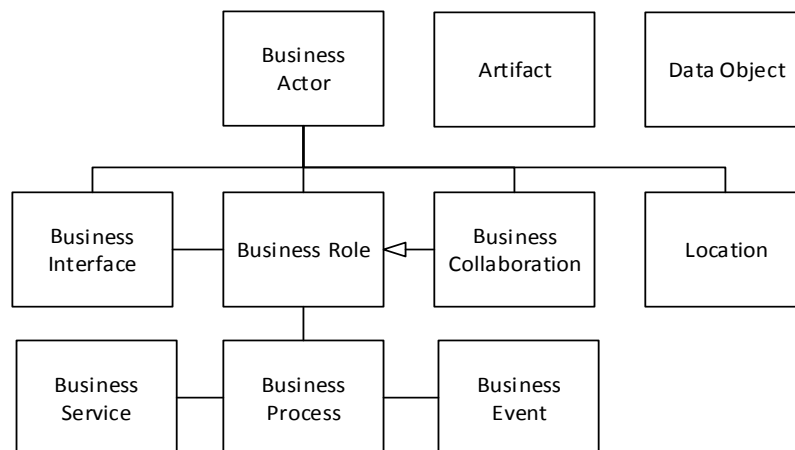 Business
Actor
Artifact
Data Object
Business
Interface
Business Role
Business
Collaboration
Location
Business
Service
Business
Process
Business
Event